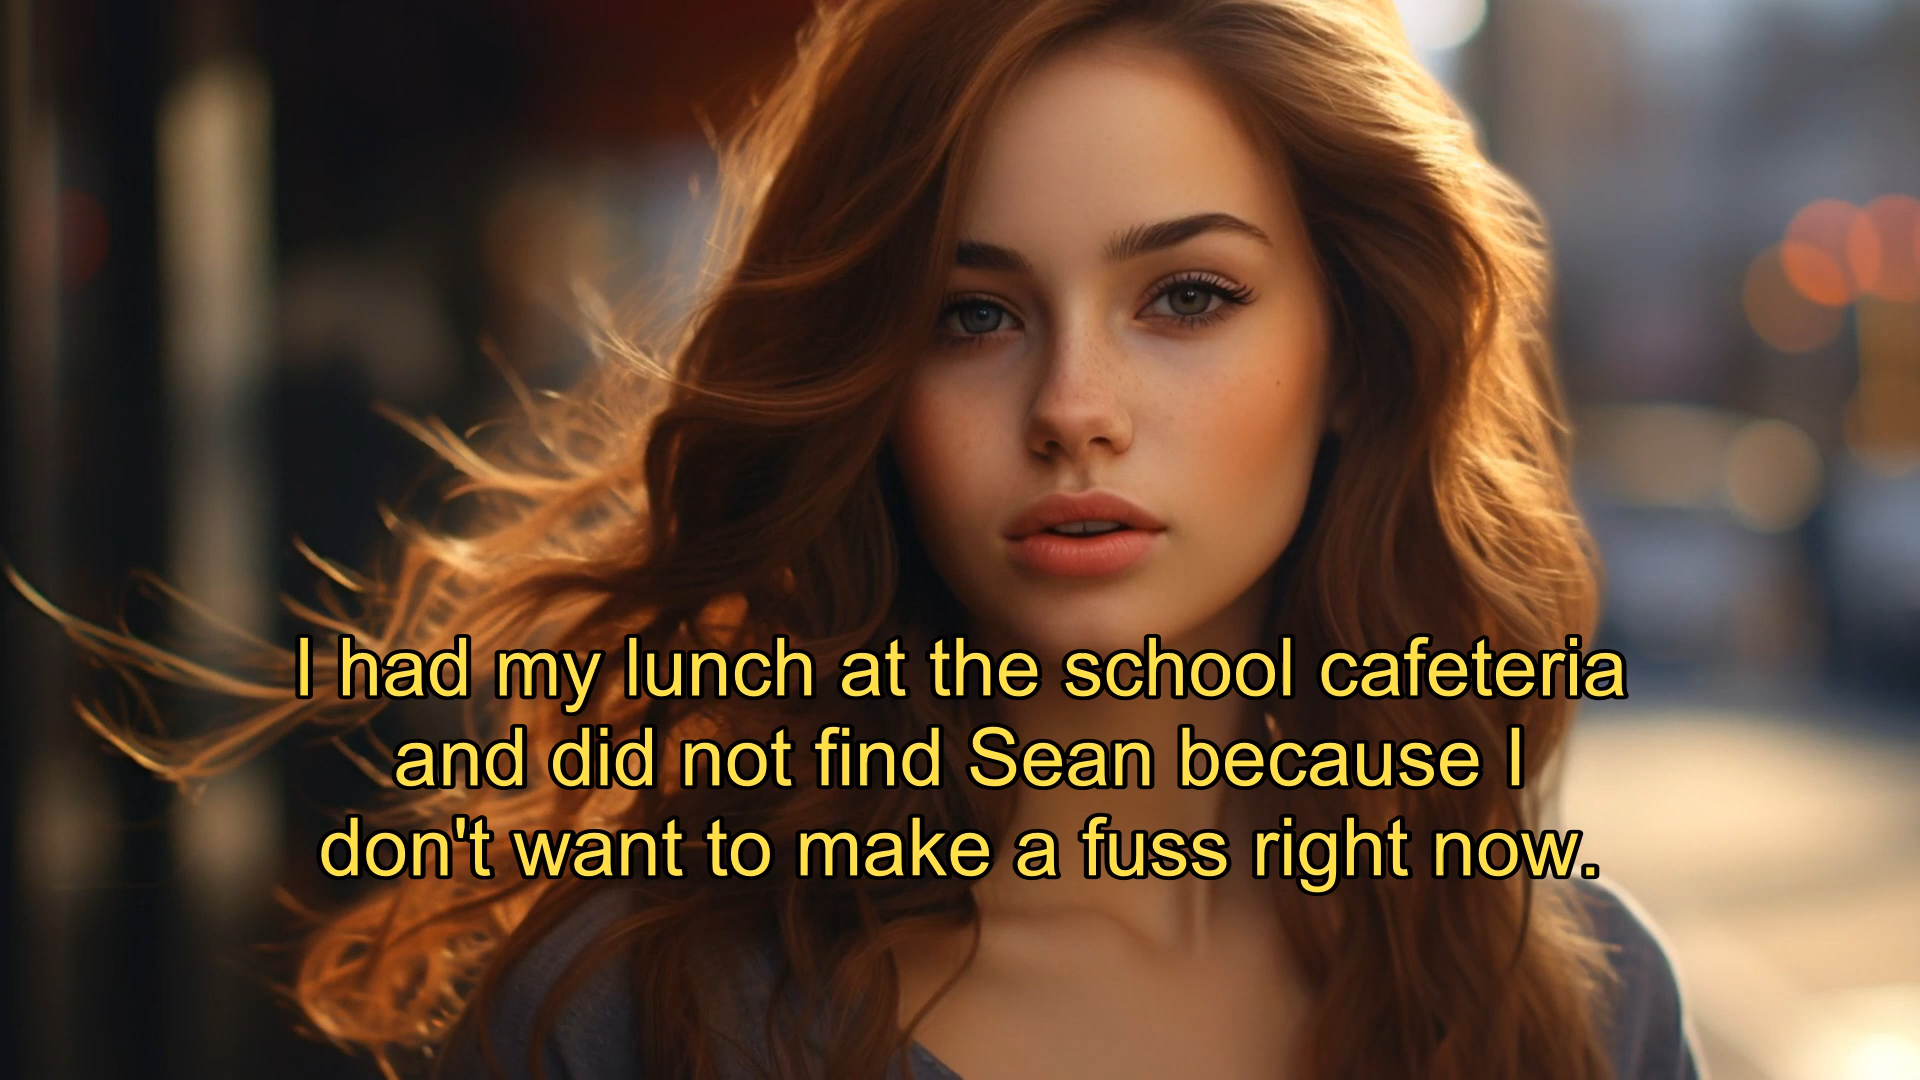 I had my lunch at the school cafeteria
and did not find Sean because I
don't want to make a fuss right now.